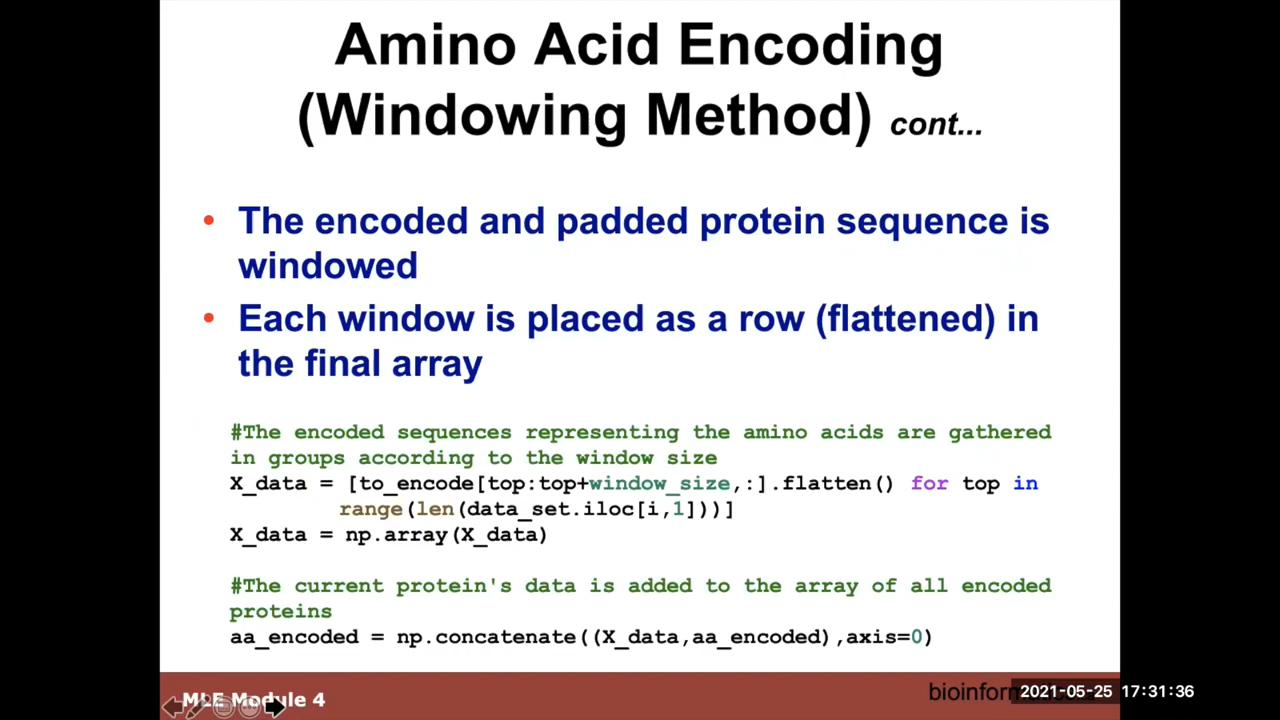 Amino Acid Encoding
(Windowing Method) cont...
• The encoded and padded protein sequence is
windowed
• Each window is placed as a row (flattened) in
the final array
#The encoded sequences representing the amino acids are gathered
in groups according to the window size
X_data = [to_encode[top:top+window_size,:].flatten() for top in
range(len(data_set.iloc[i,1]))]
X_data = np.array(X_data)
#The current protein's data is added to the array of all encoded
proteins
aa_encoded = np.concatenate((X_data,aa_encoded),axis=0)
MLE Module 4
2021-05-25 17:31:36